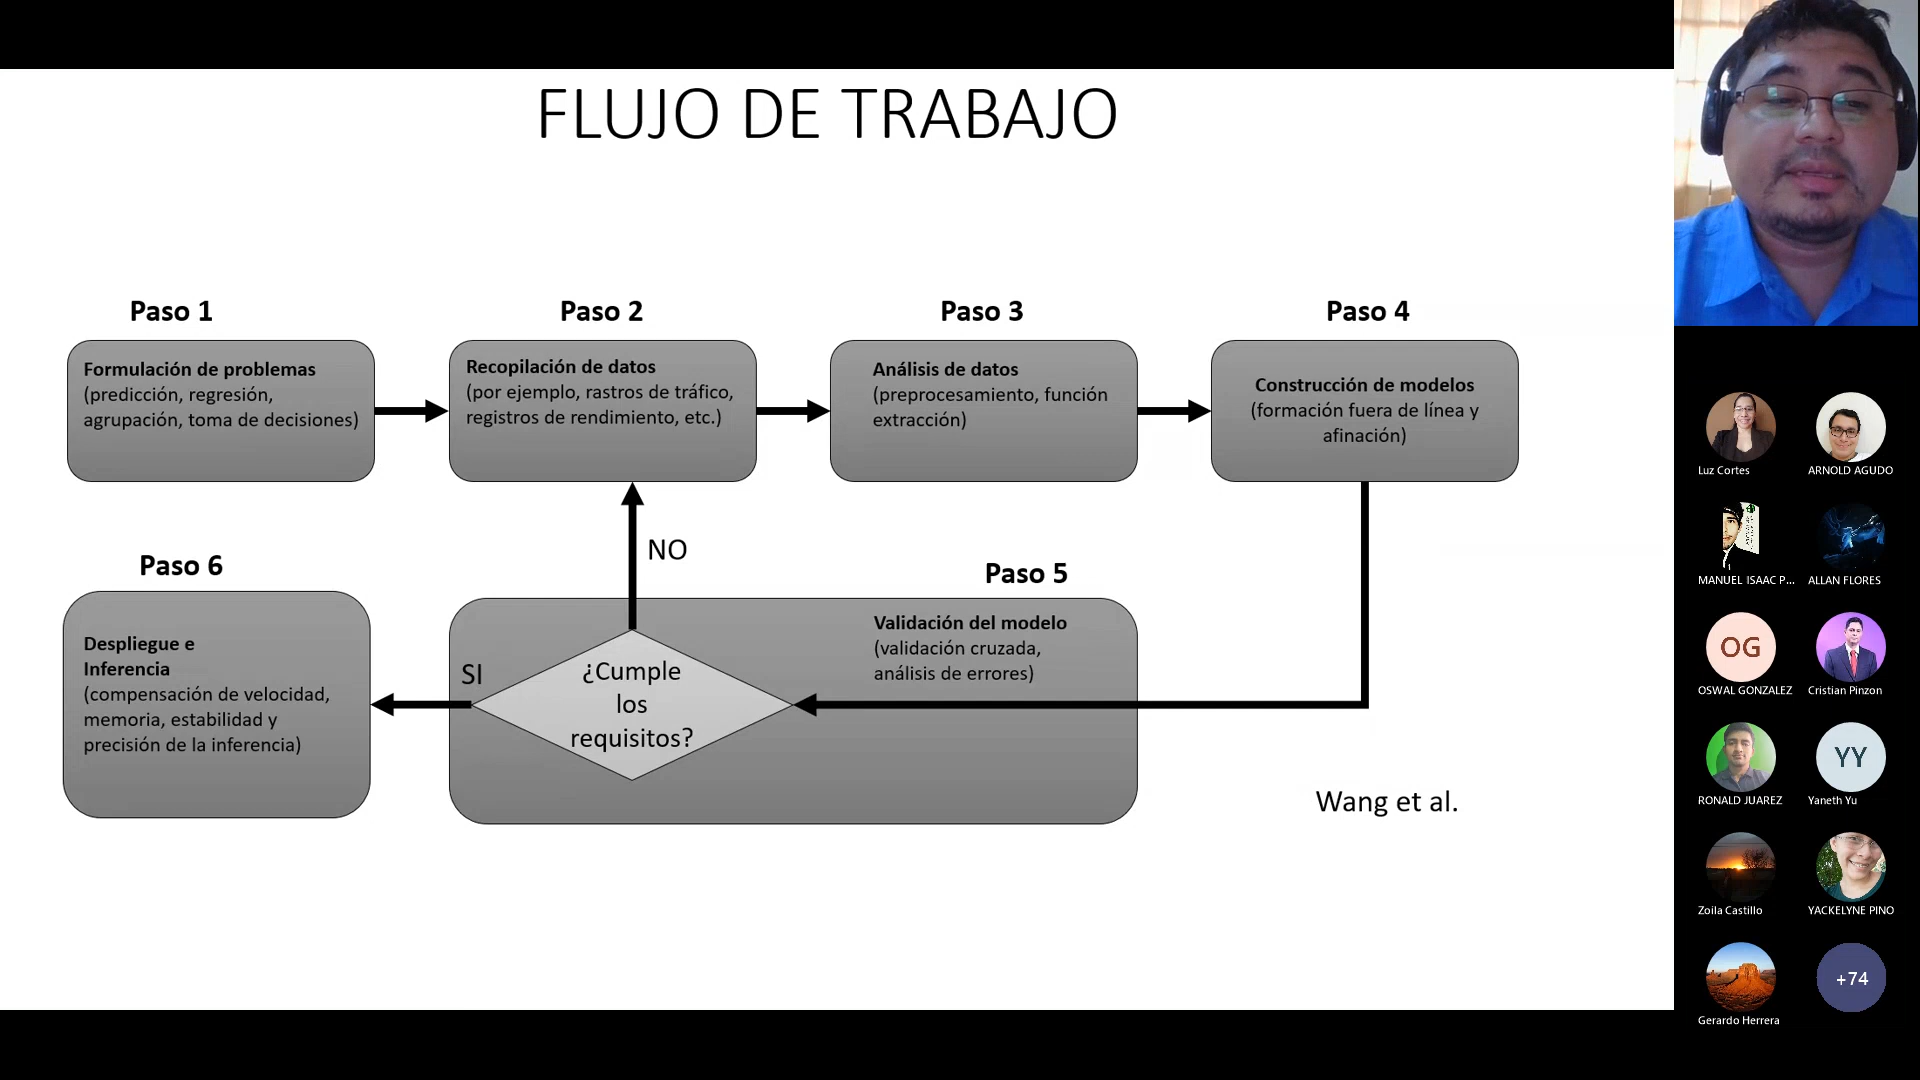 FLUJO DE TRABAJO
Paso 1
Formulación de problemas
(predicción, regresión,
agrupación, toma de decisiones)
Paso 2
Recopilación de datos
(por ejemplo, rastros de tráfico,
registros de rendimiento, etc.)
Paso 3
Análisis de datos
(preprocesamiento, función
extracción)
Paso 4
Construcción de modelos
(formación fuera de línea y
afinación)
NO
Paso 5
Validación del modelo
(validación cruzada,
análisis de errores)
¿Cumple
los
requisitos?
SI
Paso 6
Despliegue e
Inferencia
(compensación de velocidad,
memoria, estabilidad y
precisión de la inferencia)
Wang et al.
Luz Cortes
ARNOLD AGUDO
MANUEL ISAAC P...
ALLAN FLORES
OG
OSWAL GONZALEZ
Cristian Pinzon
RONALD JUAREZ
YY
Yaneth Yu
Zoila Castillo
YACKELYNE PINO
Gerardo Herrera
+74